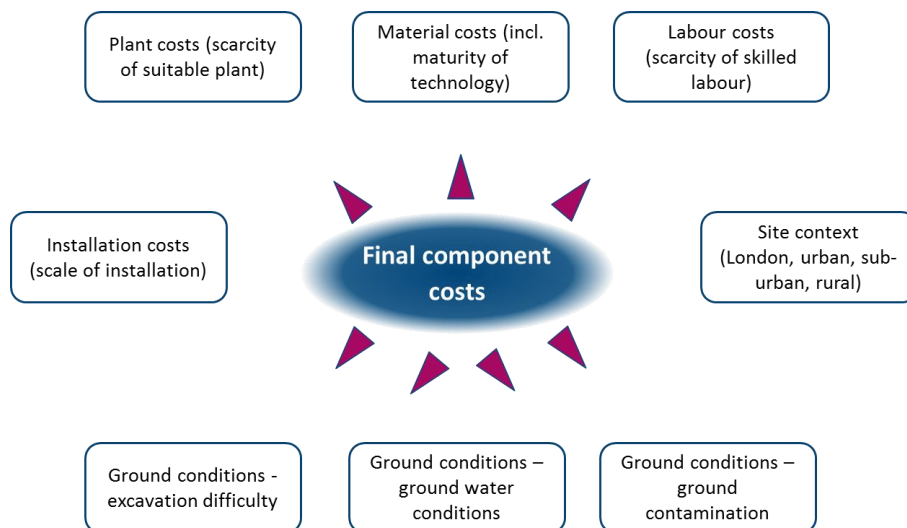 Plant costs (scarcity
of suitable plant)
Material costs (incl.
maturity of
technology)
Labour costs
(scarcity of skilled
labour)
Installation costs
(scale of installation)
Final component
costs
Site context
(London, urban, sub-
urban, rural)
Ground conditions -
excavation difficulty
Ground conditions –
ground water
conditions
Ground conditions –
ground
contamination